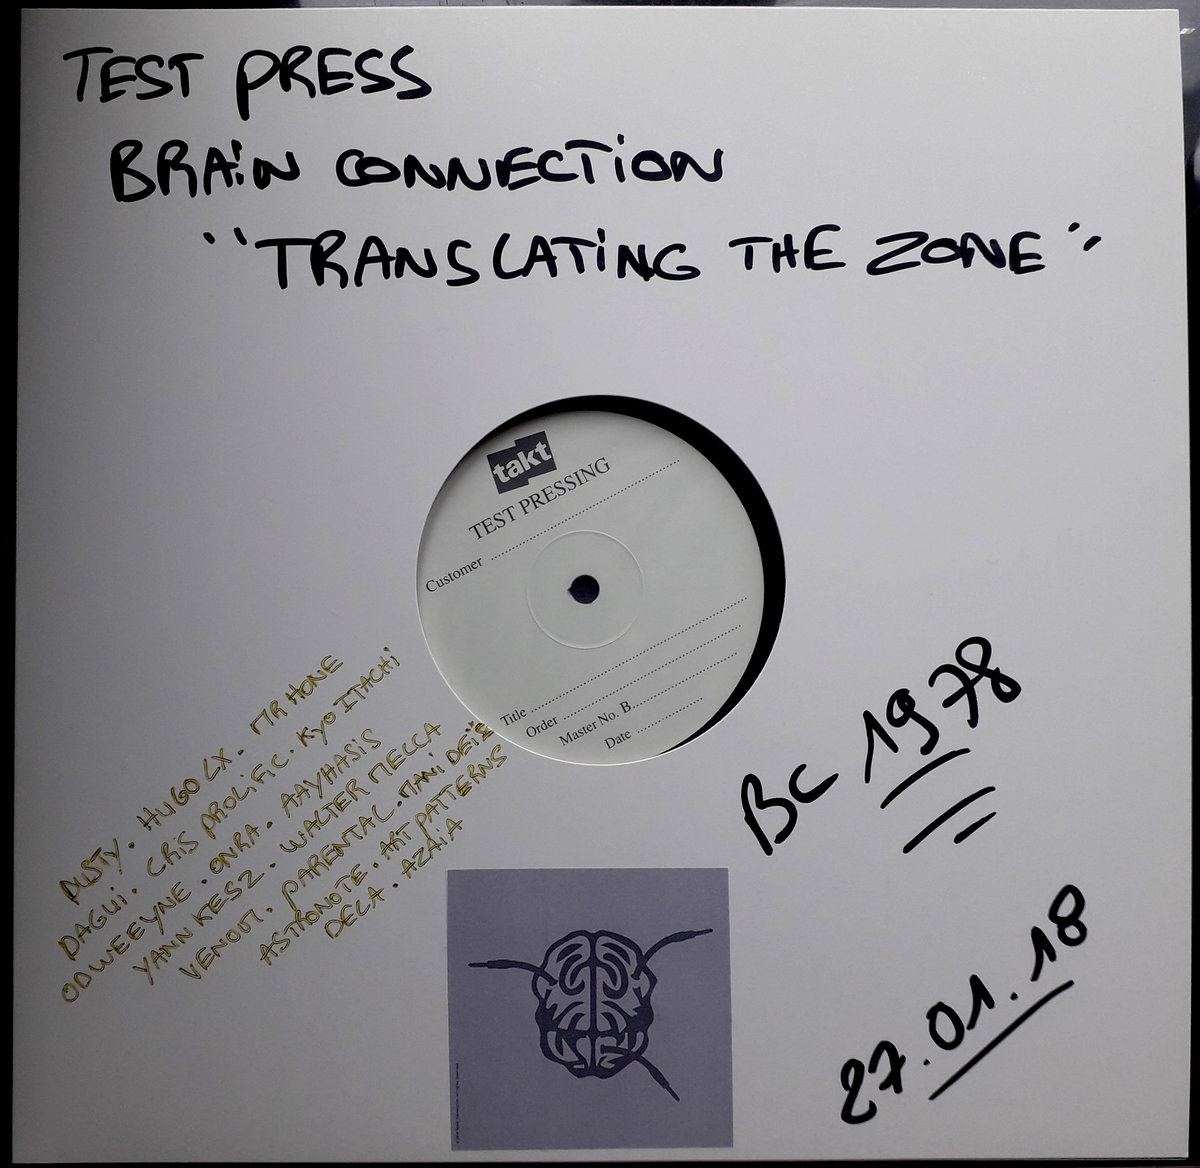 TEST PRESS
BRAIN CONNECTION
"TRANSLATING THE ZONE"
takt
TEST PRESSING
Customer
Title
Order
Master No. B
Date
DUSTY. HUGO LX. MR HONE
DAGUI. CRIS PROLIFIC. KYO ITACHI
ODWEEYNE. ONRA. AAYHASIS
YANN KESZ. WALTER MECCA
VENOM. PARENTAL. MANI DEÏZ
ASTRONOTE. ART PATTERNS
DELA. AZAIA
BC 1978
27.01.18